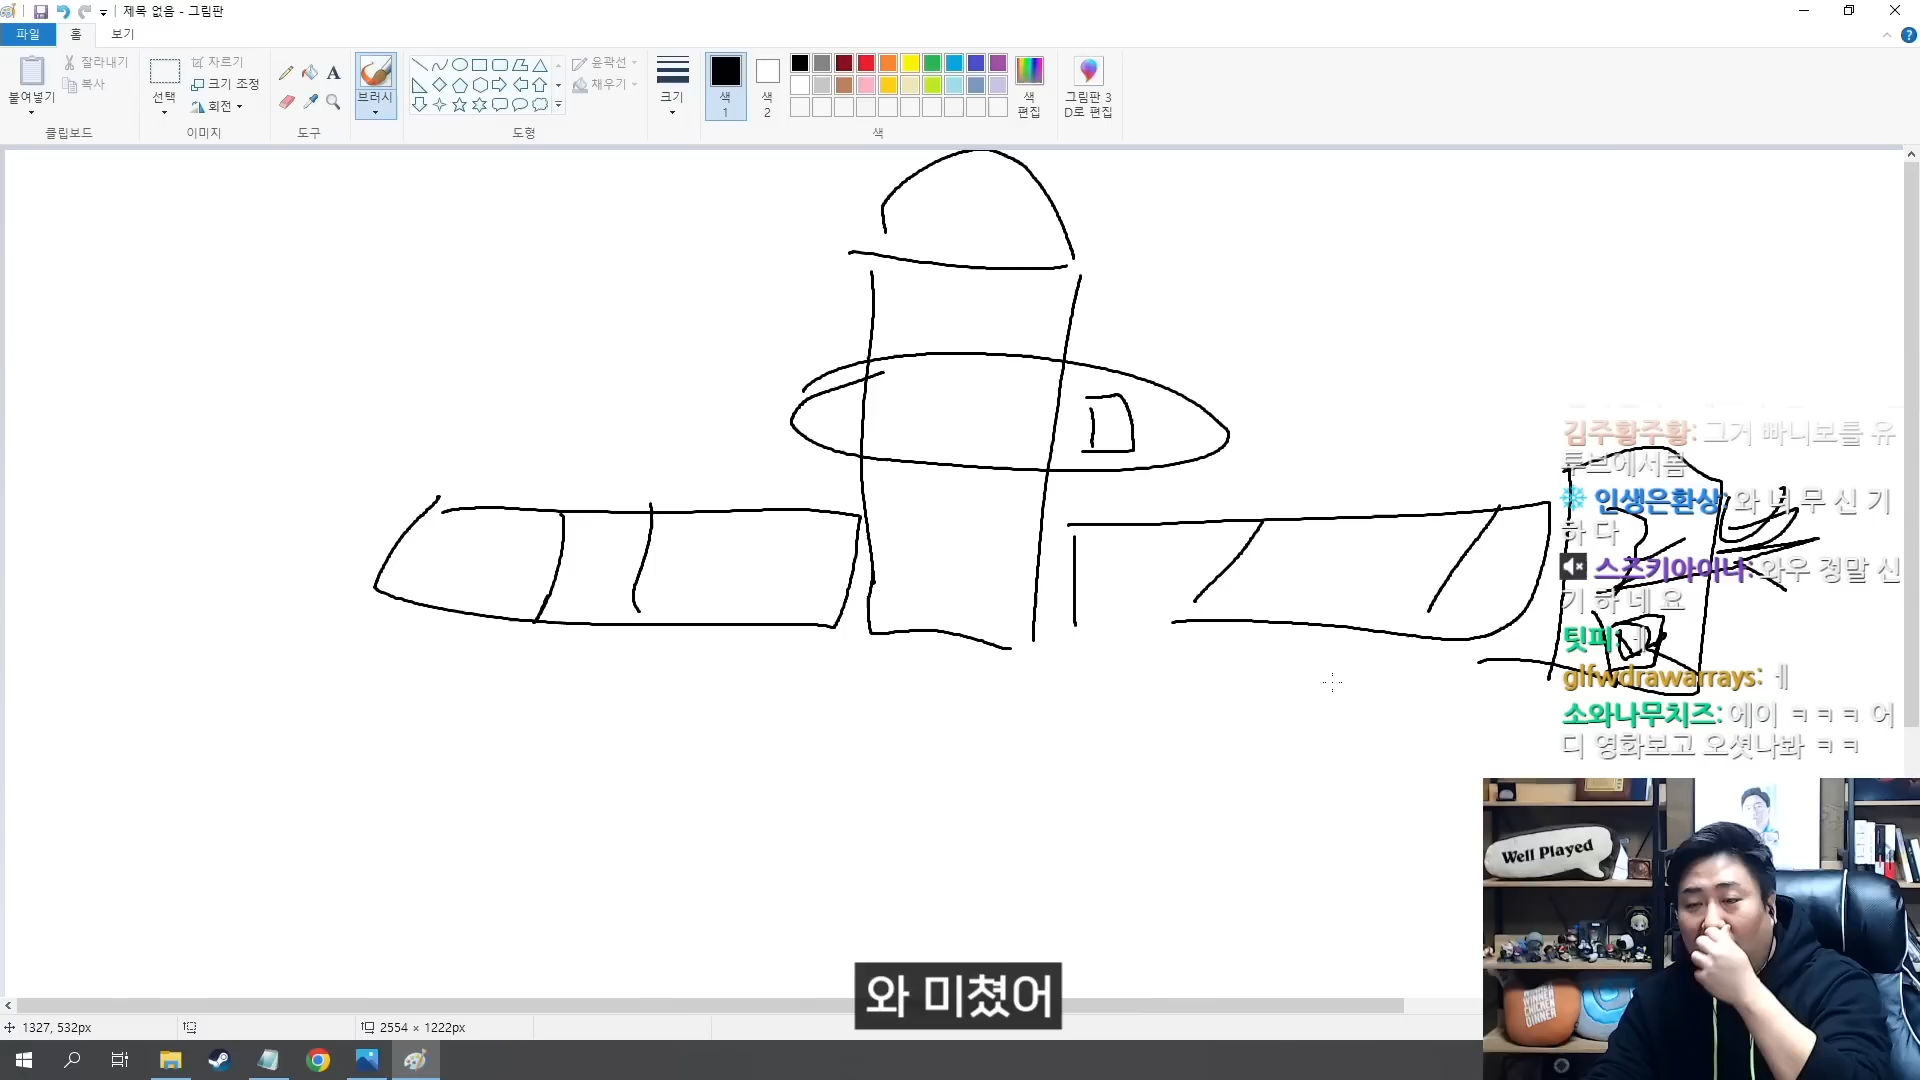 제목 없음 - 그림판
파일
홈
보기
붙여넣기
잘라내기
복사
클립보드
선택
자르기
크기 조정
회전
이미지
A
도구
브러시
윤곽선
채우기
도형
크기
색
1
색
2
색
색
편집
그림판 3
D로 편집
김주황주황: 그거 빠니보틀 유
투브에서봄
인생은환상: 와 너 무 신 기
하 다
스즈키아이나: 와우 정말 신
기 하 네 요
팃피: ㅔ
glfwdrawarrays: ㅔ
소와나무치즈: 에이 ㅋㅋㅋ 어
디 영화보고 오셧나봐 ㅋㅋ
Well Played
WINNER
CHICKEN
DINNER
와 미쳤어
1327, 532px
2554 × 1222px